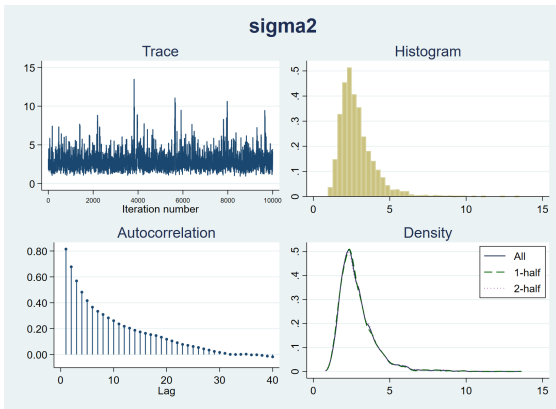 sigma2
Trace
15
10
5
0
0 2000 4000 6000 8000 10000
Iteration number
Histogram
.5
.4
.3
.2
.1
0
0 5 10 15
Autocorrelation
0.80
0.60
0.40
0.20
0.00
0 10 20 30 40
Lag
Density
All
1-half
2-half
.5
.4
.3
.2
.1
0
0 5 10 15